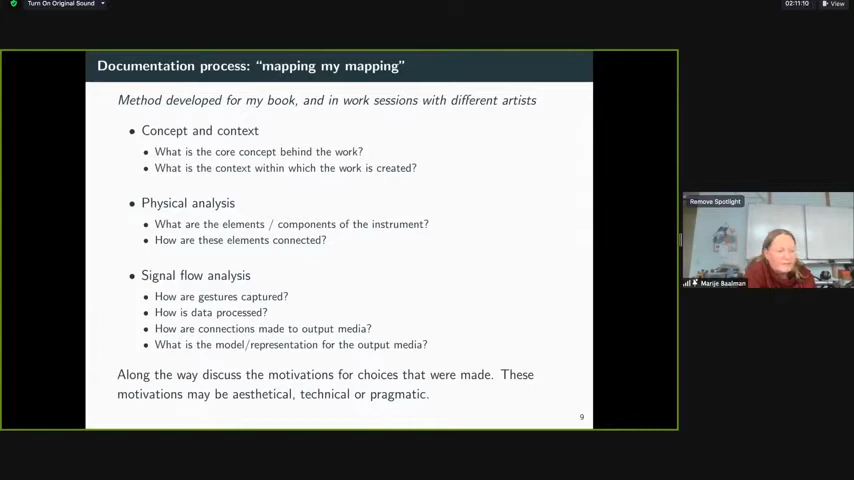 Turn On Original Sound
02:11:10
View
Documentation process: “mapping my mapping”
Method developed for my book, and in work sessions with different artists
• Concept and context
• What is the core concept behind the work?
• What is the context within which the work is created?
• Physical analysis
• What are the elements / components of the instrument?
• How are these elements connected?
• Signal flow analysis
• How are gestures captured?
• How is data processed?
• How are connections made to output media?
• What is the model/representation for the output media?
Along the way discuss the motivations for choices that were made. These
motivations may be aesthetical, technical or pragmatic.
9
Remove Spotlight
Marije Baalman